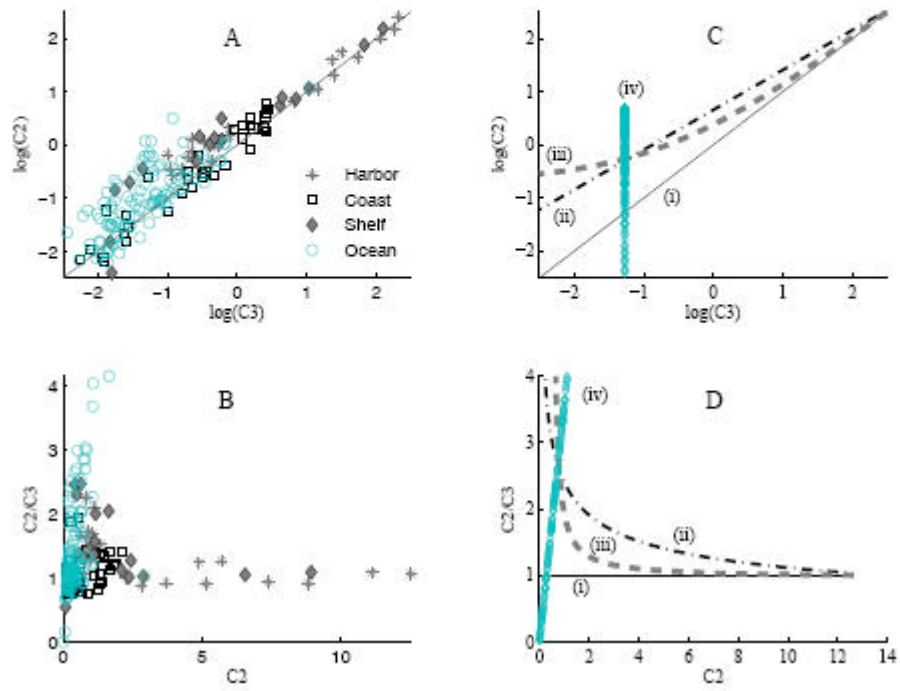 A
2
1
0
−1
−2
log(C2)
Harbor
Coast
Shelf
Ocean
−2 −1 0 1 2
log(C3)
C
2
1
0
−1
−2
log(C2)
(iv)
(iii)
(ii)
(i)
−2 −1 0 1 2
log(C3)
B
4
3
2
1
0
C2/C3
0 5 10
C2
D
4
3
2
1
0
C2/C3
(iv)
(ii)
(iii)
(i)
0 2 4 6 8 10 12 14
C2